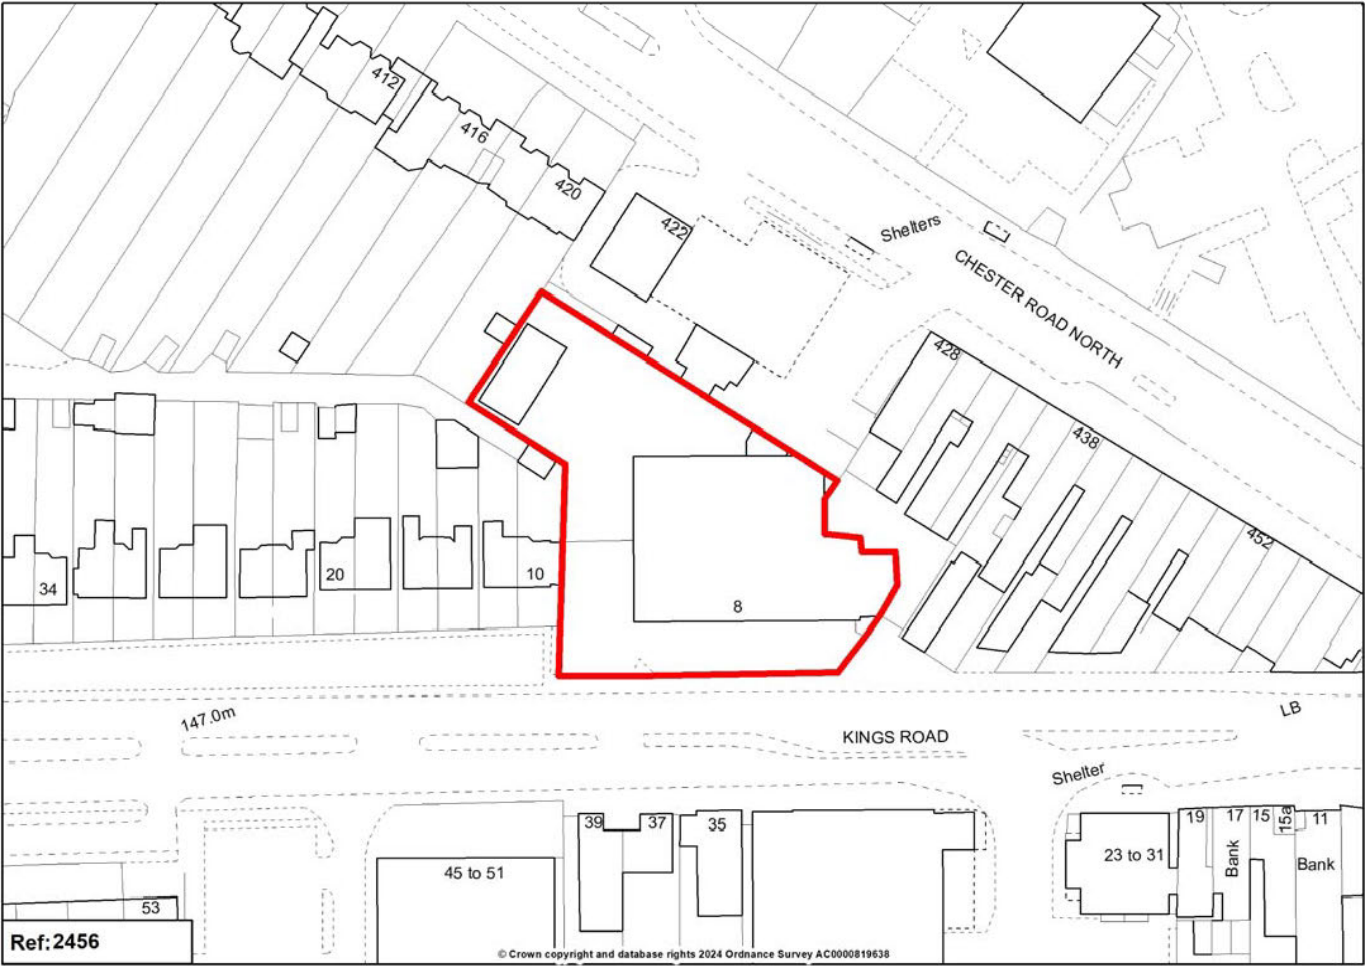 412
416
420
422
Shelters
CHESTER ROAD NORTH
428
438
452
34
20
10
8
147.0m
KINGS ROAD
LB
Shelter
39
37
35
19
17
15
15a
11
45 to 51
23 to 31
Bank
Bank
53
Ref:2456
© Crown copyright and database rights 2024 Ordnance Survey AC0000819638